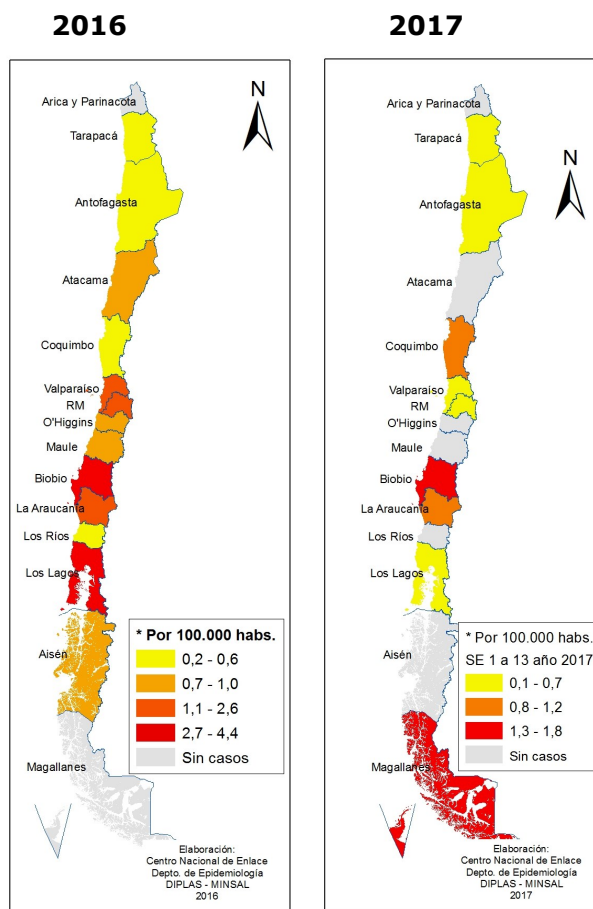 2016
N
Arica y Parinacota
Tarapacá
Antofagasta
Atacama
Coquimbo
Valparaíso
RM
O'Higgins
Maule
Biobio
La Araucanía
Los Ríos
Los Lagos
Aisén
Magallanes
* Por 100.000 habs.
0,2 - 0,6
0,7 - 1,0
1,1 - 2,6
2,7 - 4,4
Sin casos
Elaboración:
Centro Nacional de Enlace
Depto. de Epidemiología
DIPLAS - MINSAL
2016
2017
N
Arica y Parinacota
Tarapacá
Antofagasta
Atacama
Coquimbo
Valparaíso
RM
O'Higgins
Maule
Biobio
La Araucanía
Los Ríos
Los Lagos
Aisén
Magallanes
* Por 100.000 habs.
SE 1 a 13 año 2017
0,1 - 0,7
0,8 - 1,2
1,3 - 1,8
Sin casos
Elaboración:
Centro Nacional de Enlace
Depto. de Epidemiología
DIPLAS - MINSAL
2017